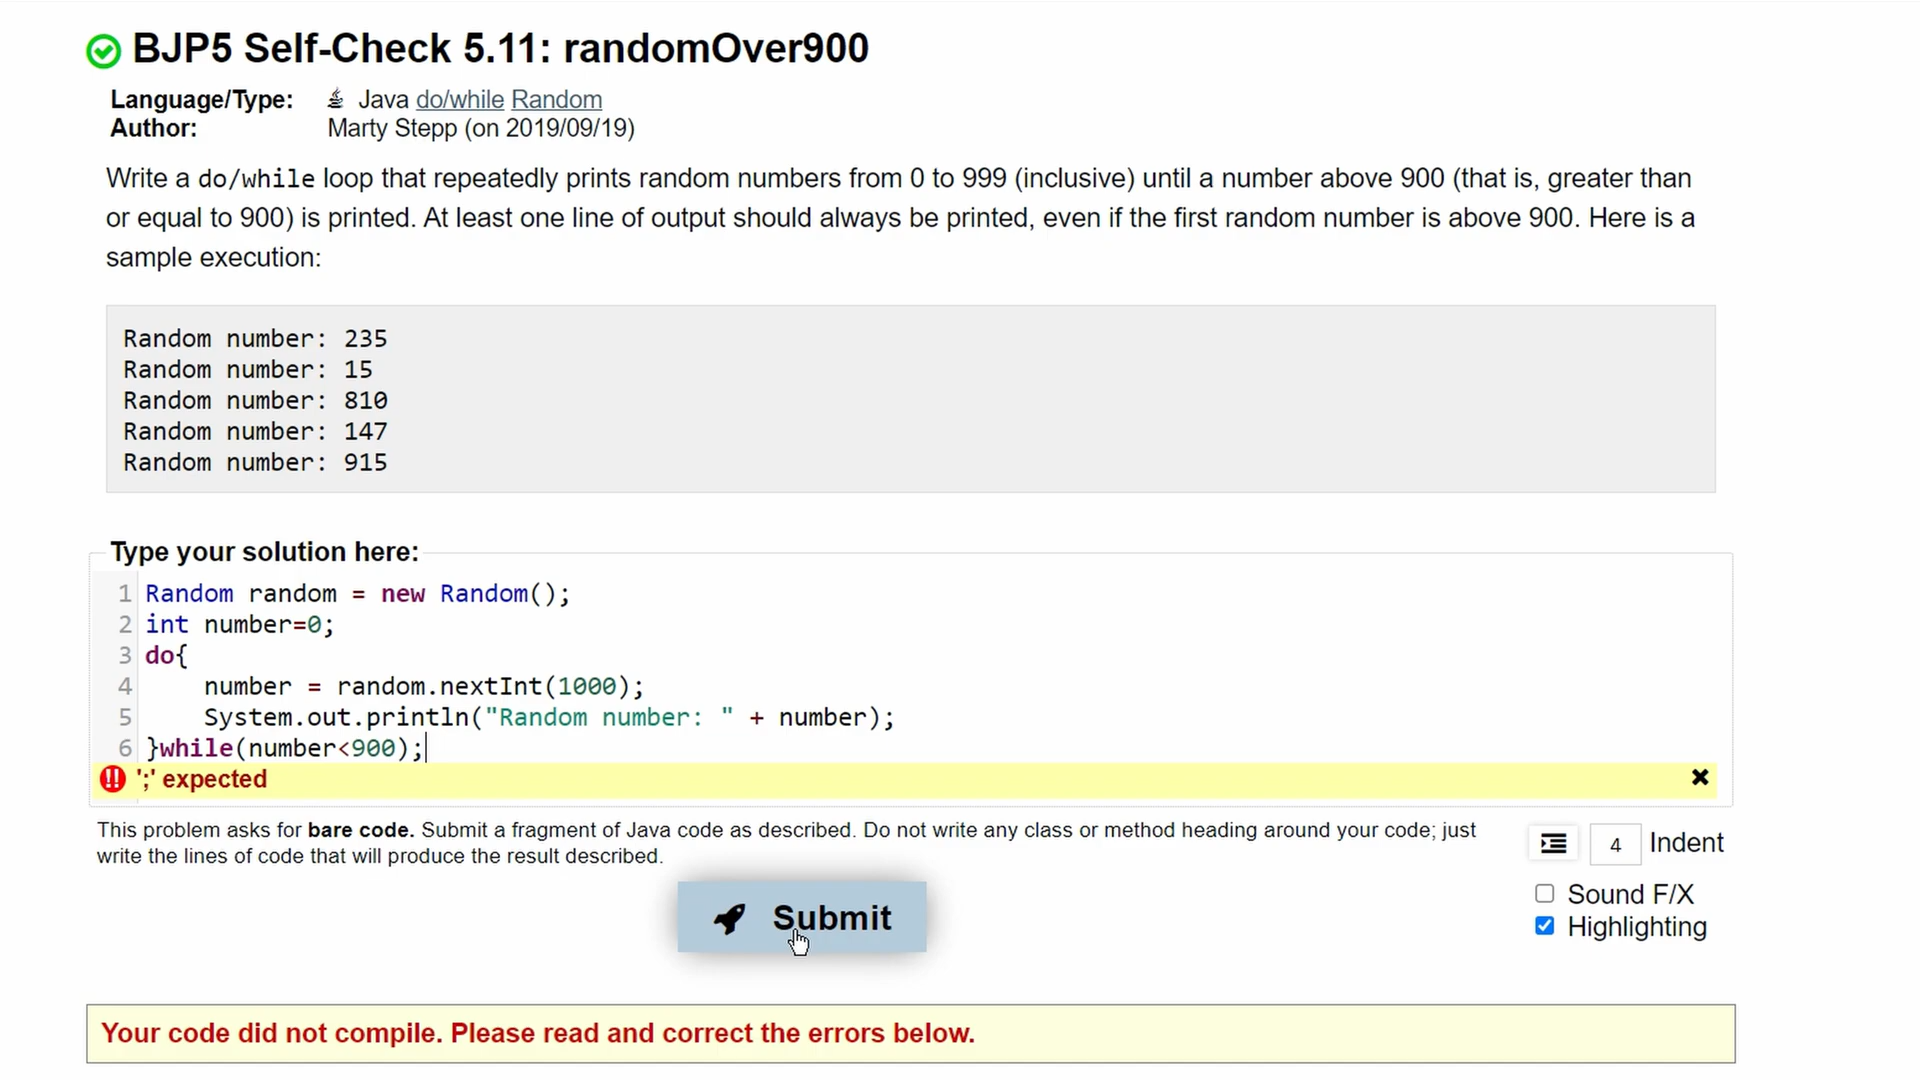 BJP5 Self-Check 5.11: randomOver900
Language/Type: Java do/while Random
Author: Marty Stepp (on 2019/09/19)
Write a do/while loop that repeatedly prints random numbers from 0 to 999 (inclusive) until a number above 900 (that is, greater than
or equal to 900) is printed. At least one line of output should always be printed, even if the first random number is above 900. Here is a
sample execution:
Random number: 235
Random number: 15
Random number: 810
Random number: 147
Random number: 915
Type your solution here:
1 Random random = new Random();
2 int number=0;
3 do{
4     number = random.nextInt(1000);
5     System.out.println("Random number: " + number);
6 }while(number<900);
';' expected
This problem asks for bare code. Submit a fragment of Java code as described. Do not write any class or method heading around your code; just
write the lines of code that will produce the result described.
4 Indent
Sound F/X
Highlighting
Submit
Your code did not compile. Please read and correct the errors below.